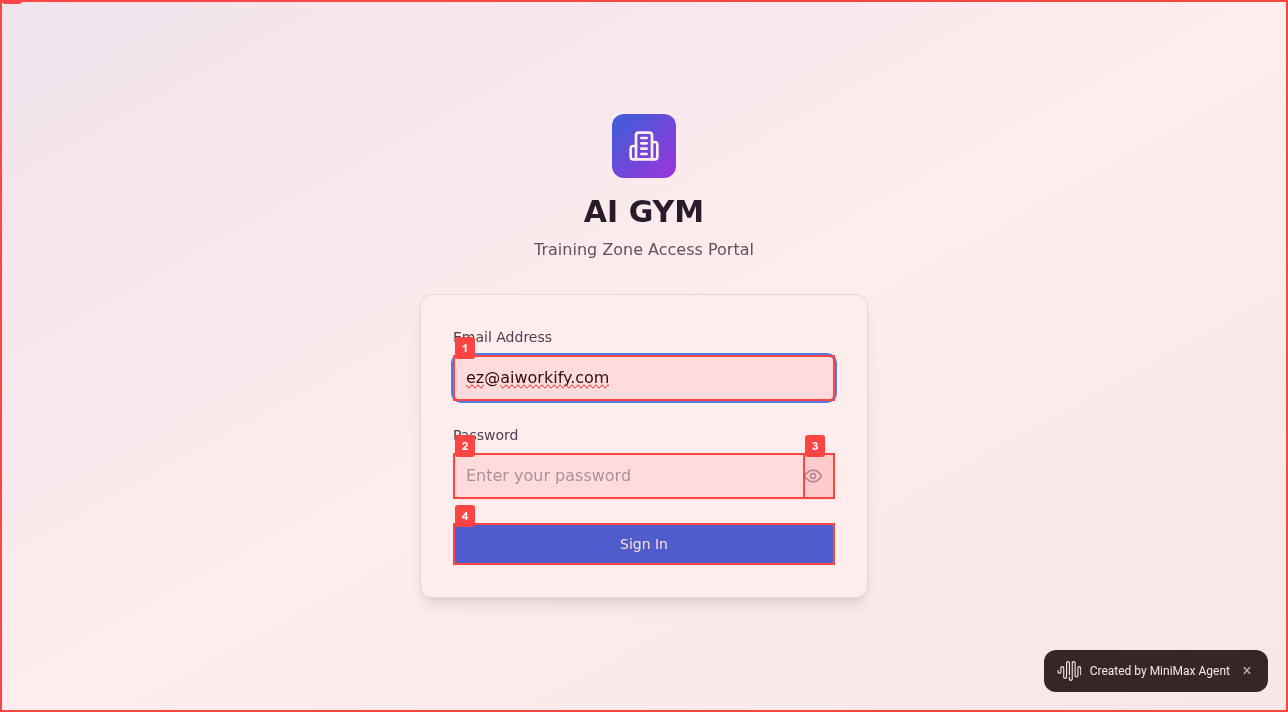 AI GYM
Training Zone Access Portal
Email Address
1
ez@aiworkify.com
Password
2
3
Enter your password
4
Sign In
Created by MiniMax Agent ×